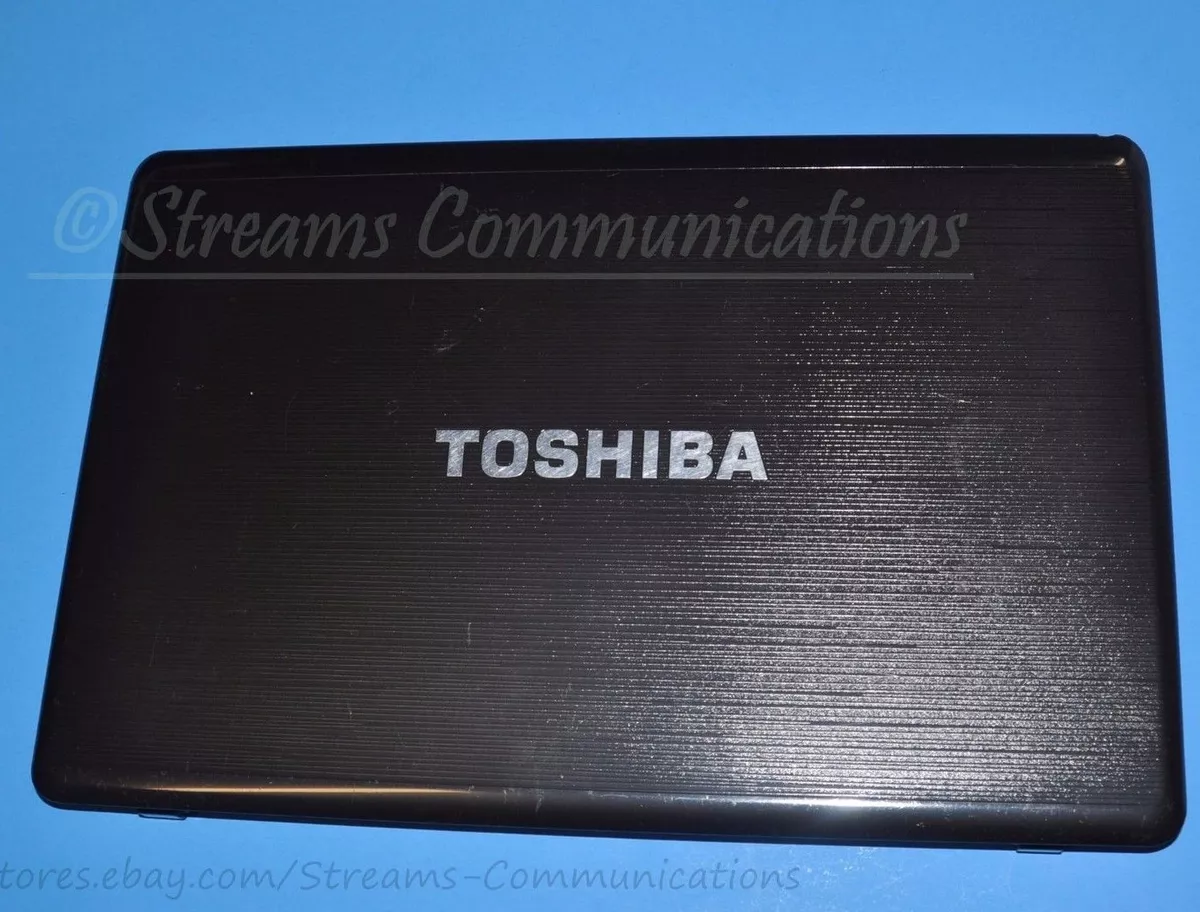 © Streams Communications
TOSHIBA
tores.ebay.com/Streams-Communications